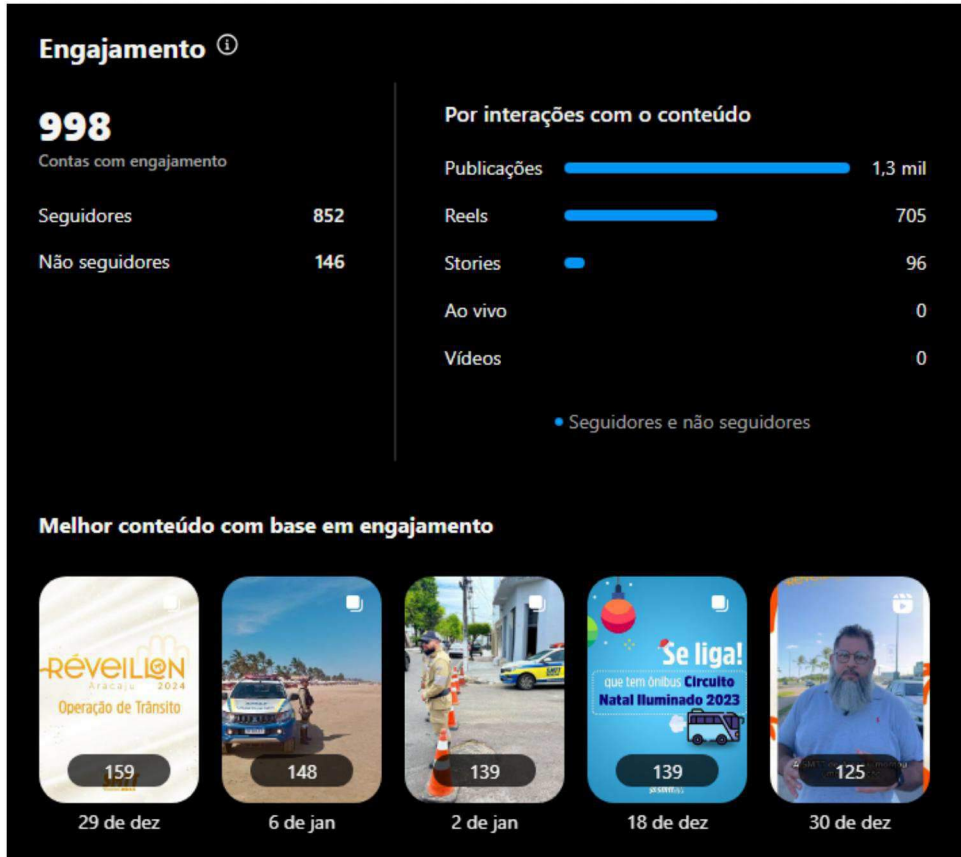 Engajamento
998
Contas com engajamento
Seguidores 852
Não seguidores 146
Por interações com o conteúdo
Publicações 1,3 mil
Reels 705
Stories 96
Ao vivo 0
Vídeos 0
Seguidores e não seguidores
Melhor conteúdo com base em engajamento
RÉVEILLON
Aracaju 2024
Operação de Trânsito
159
29 de dez
148
6 de jan
139
2 de jan
Se liga!
que tem ônibus Circuito
Natal Iluminado 2023
139
18 de dez
125
30 de dez